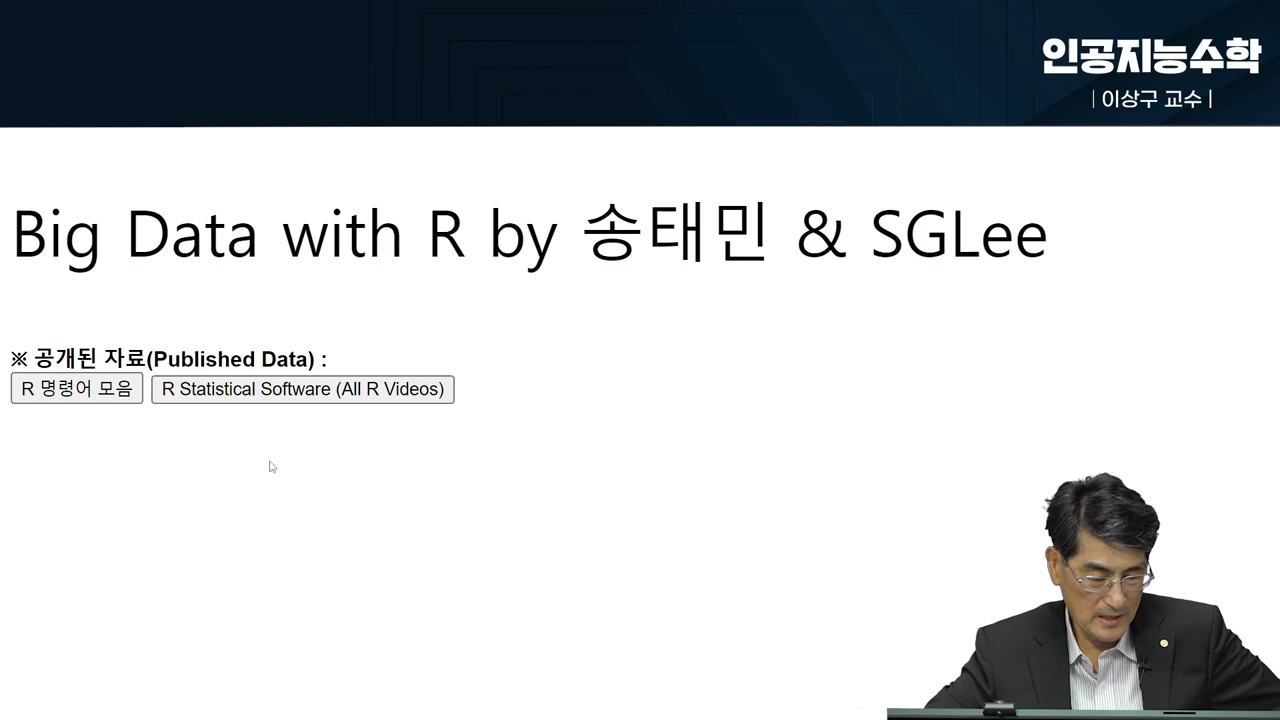 인공지능수학
| 이상구 교수 |
Big Data with R by 송태민 & SGLee
※ 공개된 자료(Published Data) :
R 명령어 모음 R Statistical Software (All R Videos)